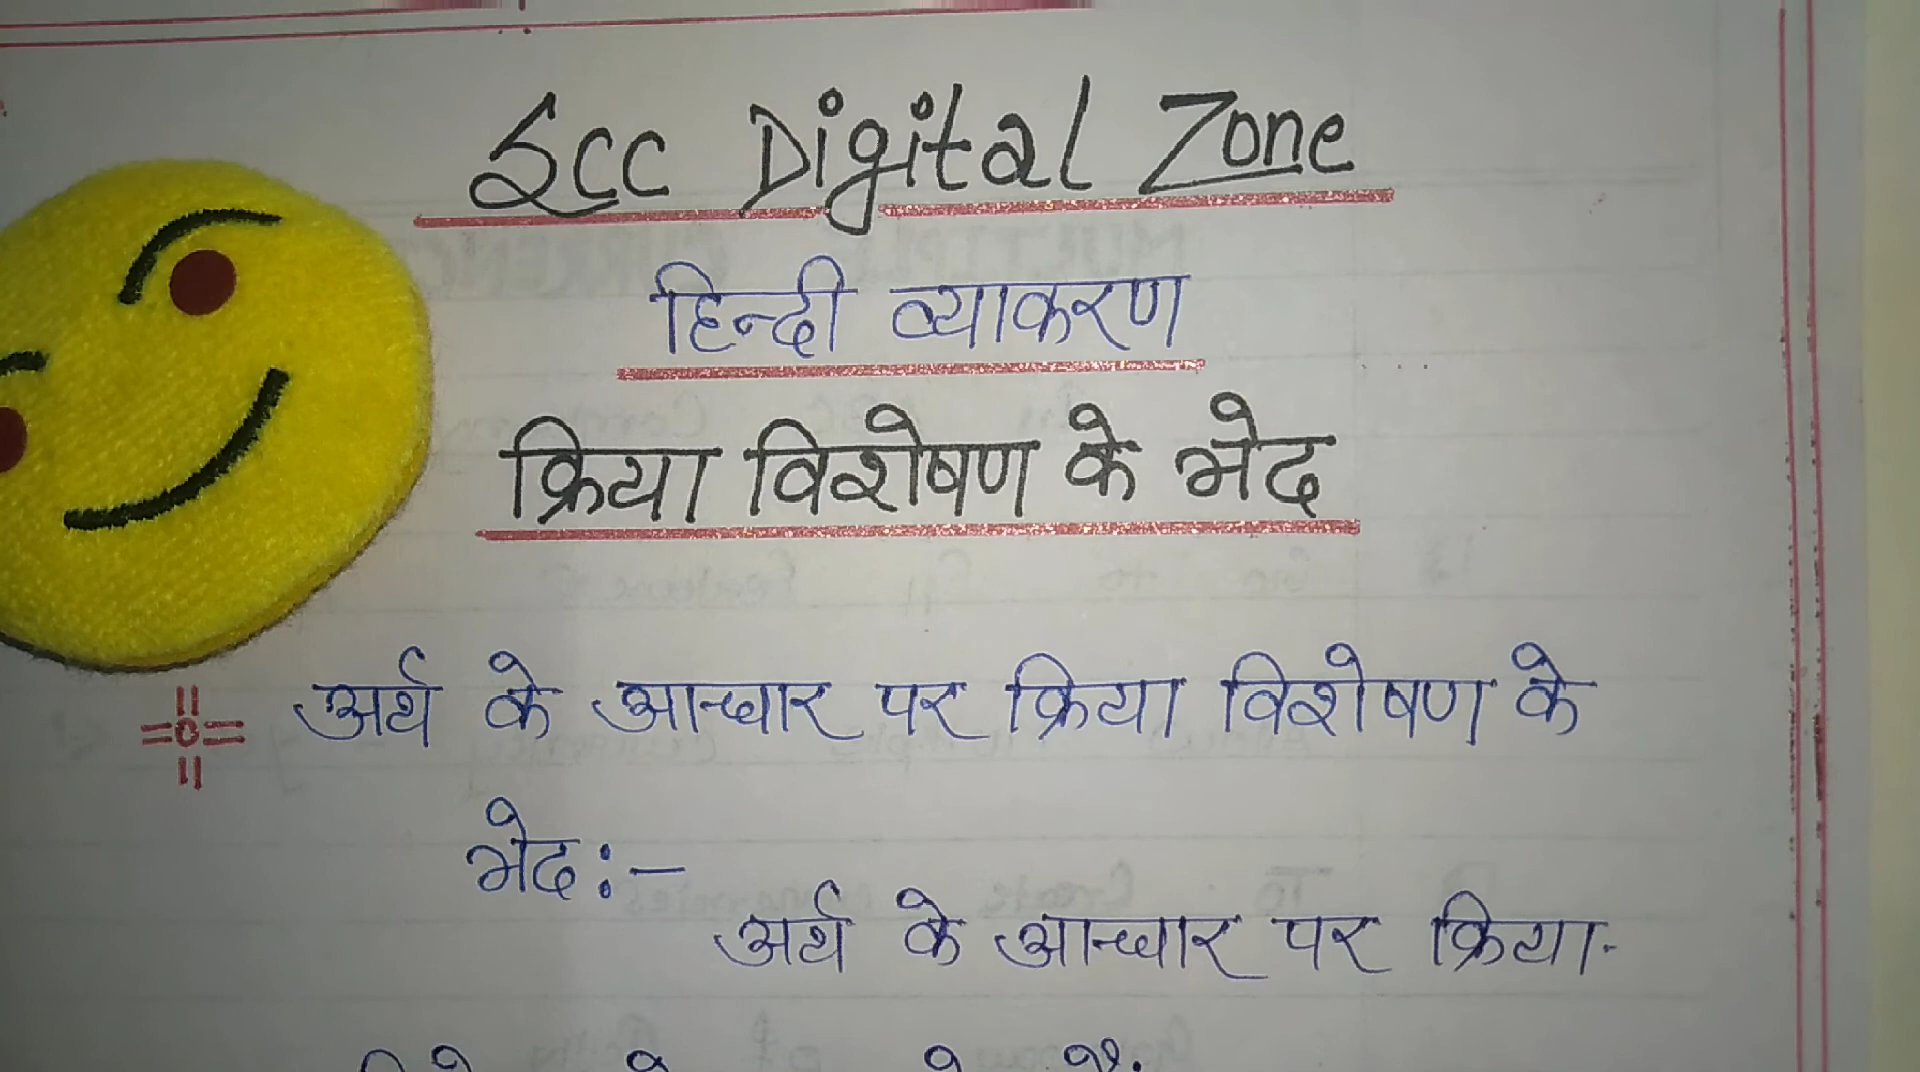 Scc Digital Zone
हिन्दी व्याकरण
क्रिया विशेषण के भेद
अर्थ के आधार पर क्रिया विशेषण के
भेद :-
अर्थ के आधार पर क्रिया-